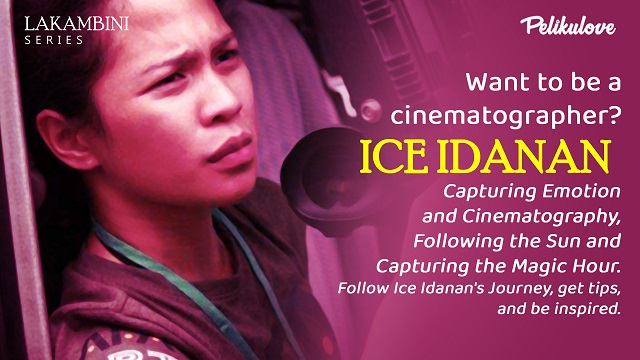 LAKAMBINI
SERIES
Pelikulove
Want to be a
cinematographer?
ICE IDANAN
Capturing Emotion
and Cinematography,
Following the Sun and
Capturing the Magic Hour.
Follow Ice Idanan's Journey, get tips,
and be inspired.